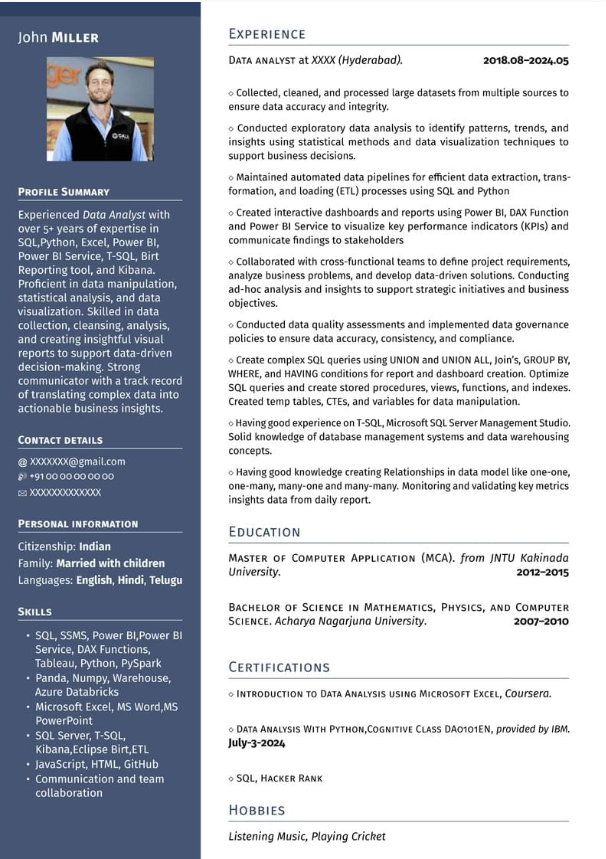 John MILLER
ger
GALL
PROFILE SUMMARY
Experienced Data Analyst with
over 5+ years of expertise in
SQL,Python, Excel, Power BI,
Power BI Service, T-SQL, Birt
Reporting tool, and Kibana.
Proficient in data manipulation,
statistical analysis, and data
visualization. Skilled in data
collection, cleansing, analysis,
and creating insightful visual
reports to support data-driven
decision-making. Strong
communicator with a track record
of translating complex data into
actionable business insights.
CONTACT DETAILS
@ XXXXXXX@gmail.com
+91 00 00 00 00 00
✉ XXXXXXXXXXXXX
PERSONAL INFORMATION
Citizenship: Indian
Family: Married with children
Languages: English, Hindi, Telugu
SKILLS
• SQL, SSMS, Power BI,Power BI
Service, DAX Functions,
Tableau, Python, PySpark
• Panda, Numpy, Warehouse,
Azure Databricks
• Microsoft Excel, MS Word,MS
PowerPoint
• SQL Server, T-SQL,
Kibana,Eclipse Birt,ETL
• JavaScript, HTML, GitHub
• Communication and team
collaboration
EXPERIENCE
DATA ANALYST at XXXX (Hyderabad). 2018.08–2024.05
⋄ Collected, cleaned, and processed large datasets from multiple sources to
ensure data accuracy and integrity.
⋄ Conducted exploratory data analysis to identify patterns, trends, and
insights using statistical methods and data visualization techniques to
support business decisions.
⋄ Maintained automated data pipelines for efficient data extraction, trans-
formation, and loading (ETL) processes using SQL and Python
⋄ Created interactive dashboards and reports using Power BI, DAX Function
and Power BI Service to visualize key performance indicators (KPIs) and
communicate findings to stakeholders
⋄ Collaborated with cross-functional teams to define project requirements,
analyze business problems, and develop data-driven solutions. Conducting
ad-hoc analysis and insights to support strategic initiatives and business
objectives.
⋄ Conducted data quality assessments and implemented data governance
policies to ensure data accuracy, consistency, and compliance.
⋄ Create complex SQL queries using UNION and UNION ALL, Join's, GROUP BY,
WHERE, and HAVING conditions for report and dashboard creation. Optimize
SQL queries and create stored procedures, views, functions, and indexes.
Created temp tables, CTEs, and variables for data manipulation.
⋄ Having good experience on T-SQL, Microsoft SQL Server Management Studio.
Solid knowledge of database management systems and data warehousing
concepts.
⋄ Having good knowledge creating Relationships in data model like one-one,
one-many, many-one and many-many. Monitoring and validating key metrics
insights data from daily report.
EDUCATION
MASTER OF COMPUTER APPLICATION (MCA). from JNTU Kakinada
University. 2012–2015
BACHELOR OF SCIENCE IN MATHEMATICS, PHYSICS, AND COMPUTER
SCIENCE. Acharya Nagarjuna University. 2007–2010
CERTIFICATIONS
⋄ INTRODUCTION TO DATA ANALYSIS USING MICROSOFT EXCEL, Coursera.
⋄ DATA ANALYSIS WITH PYTHON,COGNITIVE CLASS DA0101EN, provided by IBM.
July-3-2024
⋄ SQL, HACKER RANK
HOBBIES
Listening Music, Playing Cricket